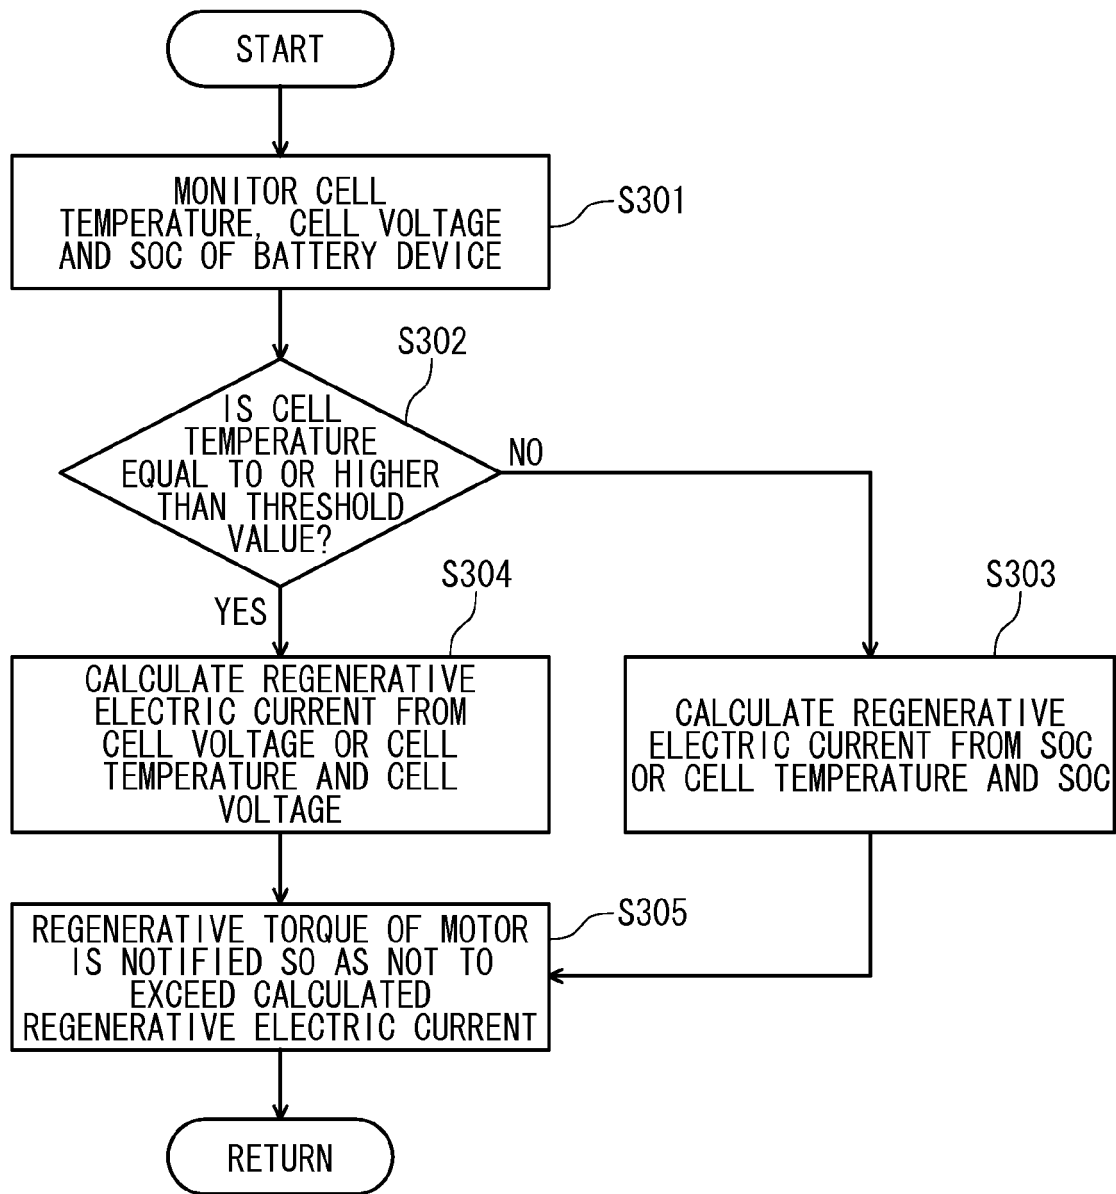 START
MONITOR CELL
TEMPERATURE, CELL VOLTAGE
AND SOC OF BATTERY DEVICE
S301
S302
IS CELL
TEMPERATURE
EQUAL TO OR HIGHER
THAN THRESHOLD
VALUE?
NO
YES
S304
CALCULATE REGENERATIVE
ELECTRIC CURRENT FROM
CELL VOLTAGE OR CELL
TEMPERATURE AND CELL
VOLTAGE
S303
CALCULATE REGENERATIVE
ELECTRIC CURRENT FROM SOC
OR CELL TEMPERATURE AND SOC
REGENERATIVE TORQUE OF MOTOR
IS NOTIFIED SO AS NOT TO
EXCEED CALCULATED
REGENERATIVE ELECTRIC CURRENT
S305
RETURN